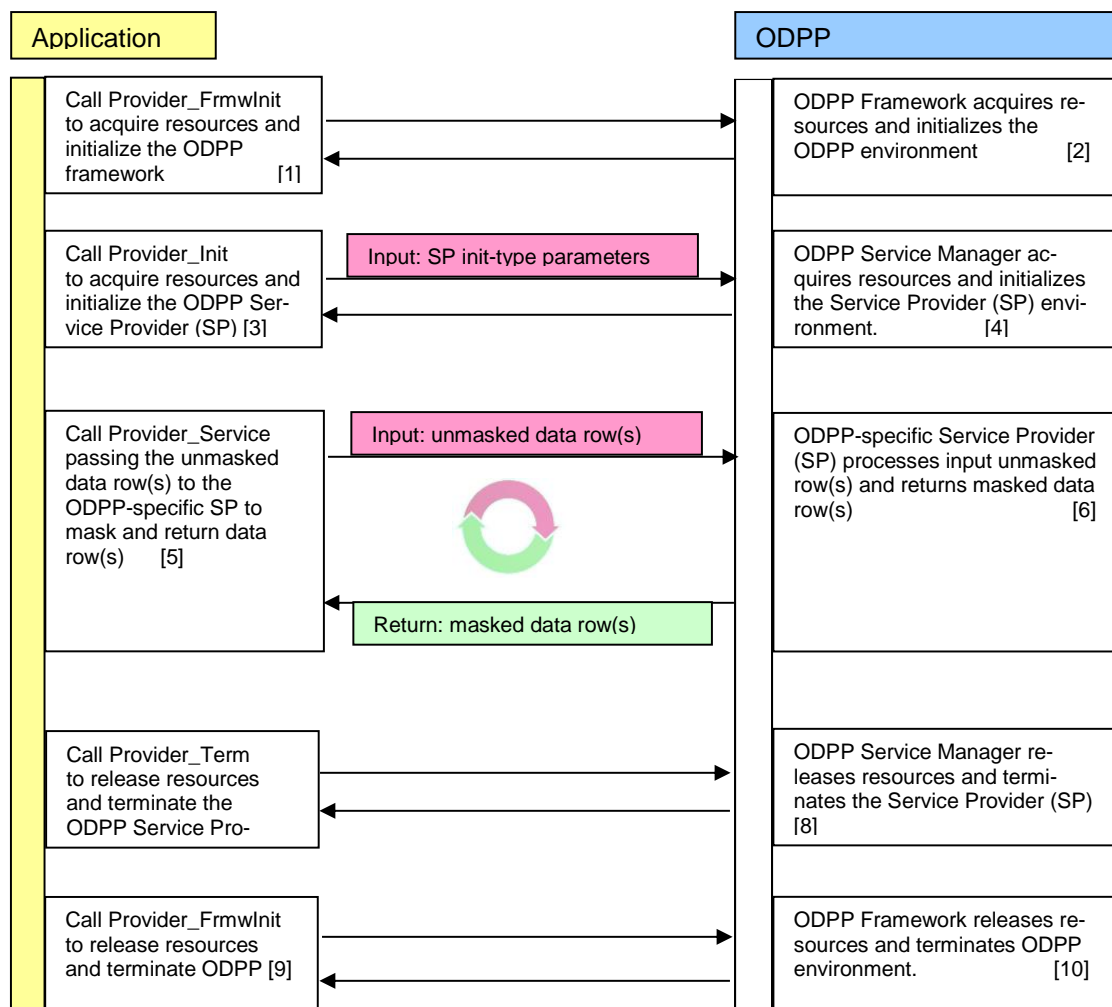 Application
ODPP
Call Provider_FrmwInit
to acquire resources and
initialize the ODPP
framework [1]
ODPP Framework acquires re-
sources and initializes the
ODPP environment [2]
Call Provider_Init
to acquire resources and
initialize the ODPP Ser-
vice Provider (SP) [3]
Input: SP init-type parameters
ODPP Service Manager ac-
quires resources and initializes
the Service Provider (SP) envi-
ronment. [4]
Call Provider_Service
passing the unmasked
data row(s) to the
ODPP-specific SP to
mask and return data
row(s) [5]
Input: unmasked data row(s)
Return: masked data row(s)
ODPP-specific Service Provider
(SP) processes input unmasked
row(s) and returns masked data
row(s) [6]
Call Provider_Term
to release resources
and terminate the
ODPP Service Pro-
ODPP Service Manager re-
leases resources and termi-
nates the Service Provider (SP)
[8]
Call Provider_FrmwInit
to release resources
and terminate ODPP [9]
ODPP Framework releases re-
sources and terminates ODPP
environment. [10]